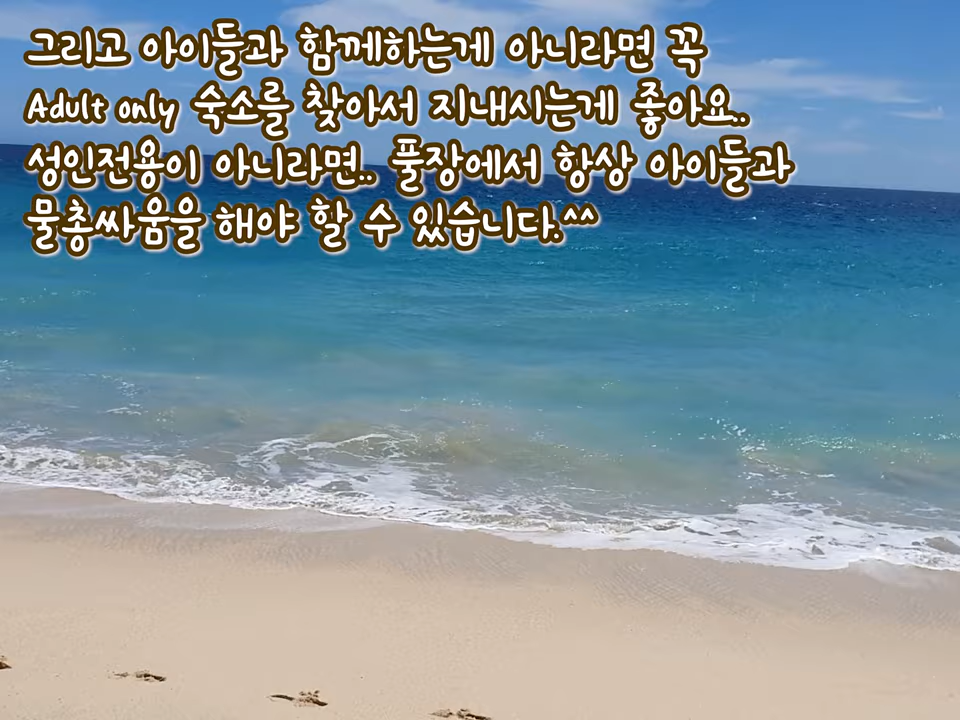 그리고 아이들과 함께하는게 아니라면 꼭
Adult only 숙소를 찾아서 지내시는게 좋아요..
성인전용이 아니라면.. 풀장에서 항상 아이들과
물총싸움을 해야 할 수 있습니다.^^